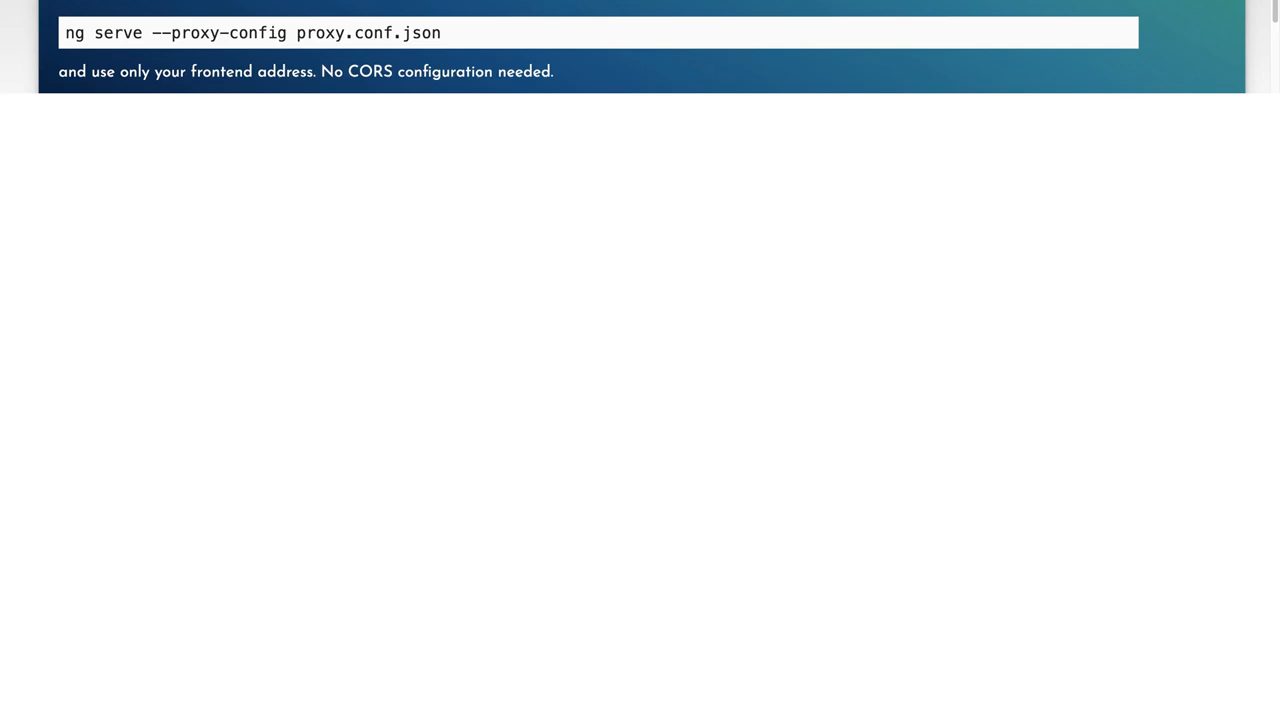 ng serve --proxy-config proxy.conf.json
and use only your frontend address. No CORS configuration needed.